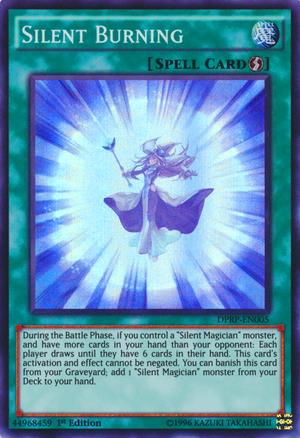 SILENT BURNING
[SPELL CARD]
DPRP-EN005
During the Battle Phase, if you control a "Silent Magician" monster,
and have more cards in your hand than your opponent: Each
player draws until they have 6 cards in their hand. This card's
activation and effect cannot be negated. You can banish this card
from your Graveyard; add 1 "Silent Magician" monster from your
Deck to your hand.
44968459 1st Edition ©1996 KAZUKI TAKAHASHI